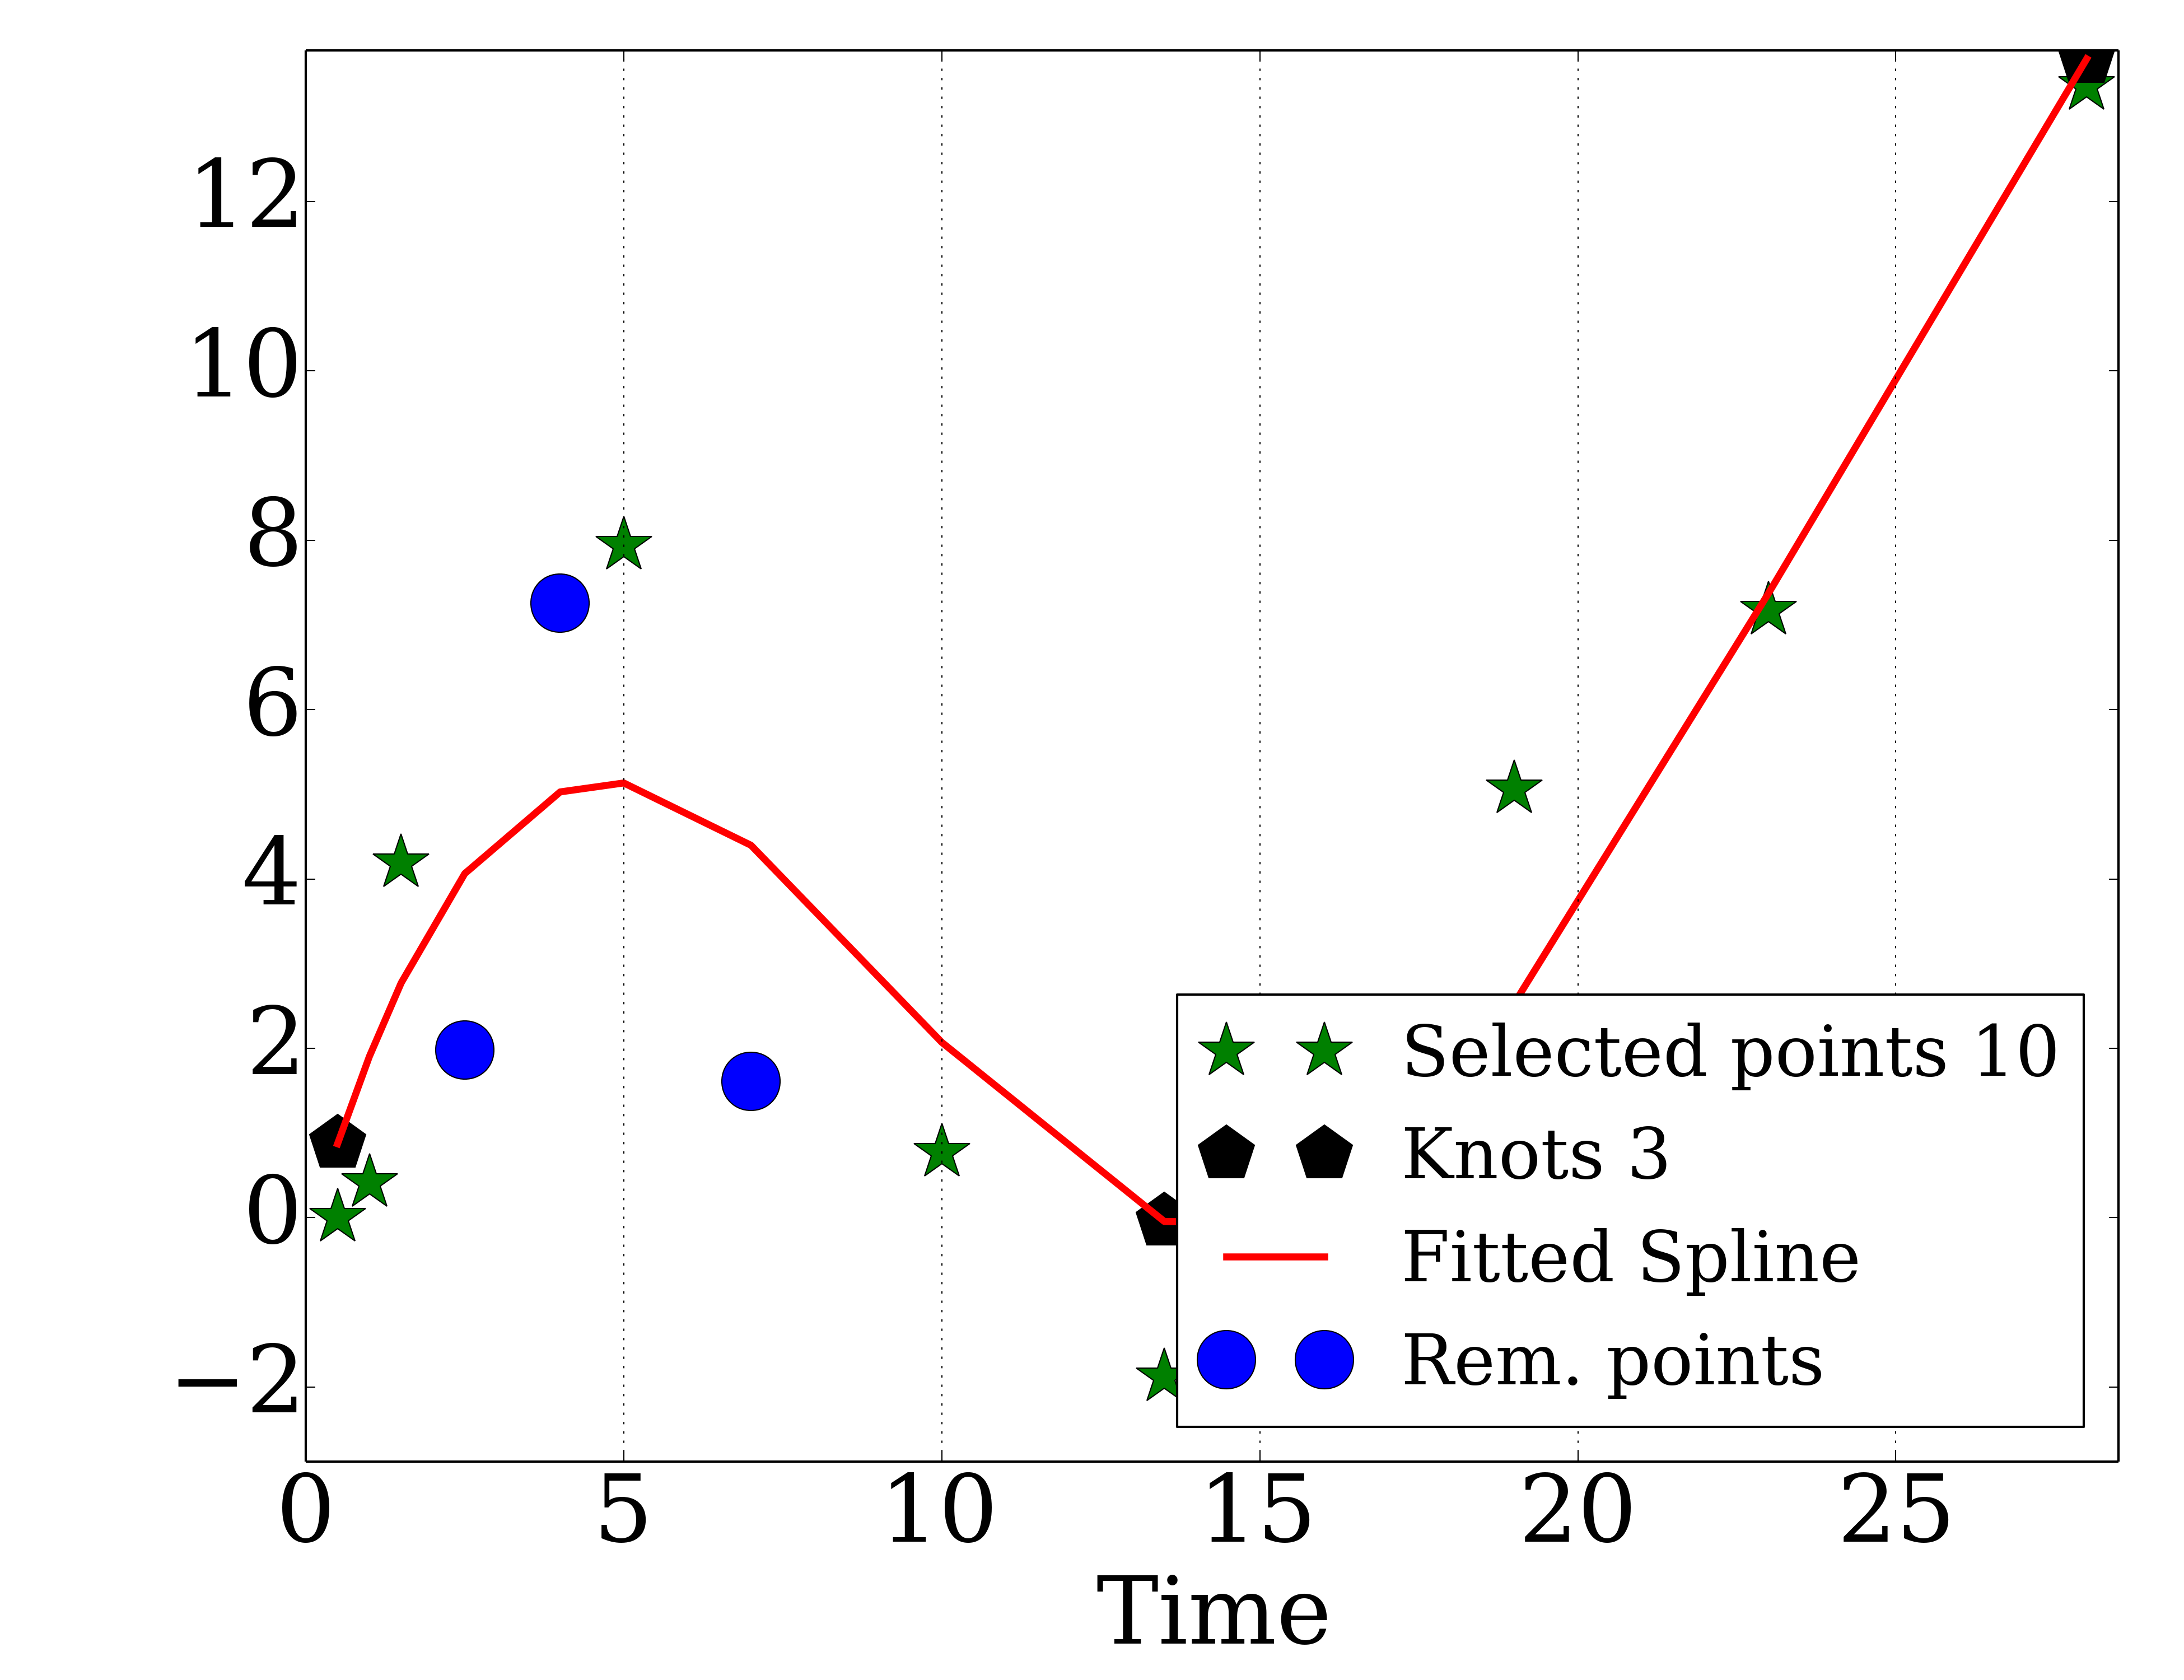 12
10
8
6
4
2
0
−2
Selected points 10
Knots 3
Fitted Spline
Rem. points
0 5 10 15 20 25
Time